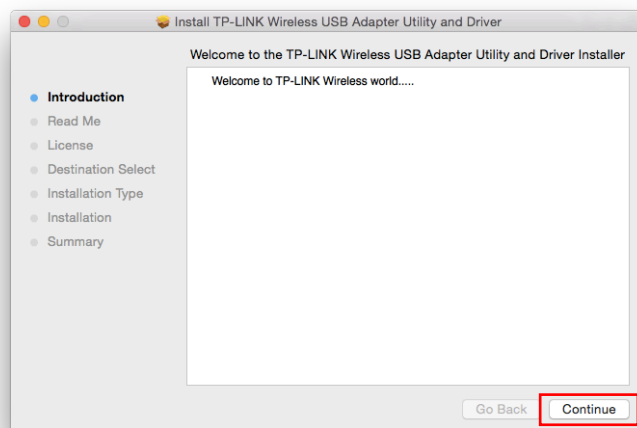 Install TP-LINK Wireless USB Adapter Utility and Driver
Welcome to the TP-LINK Wireless USB Adapter Utility and Driver Installer
Welcome to TP-LINK Wireless world.....
Introduction
Read Me
License
Destination Select
Installation Type
Installation
Summary
Go Back
Continue